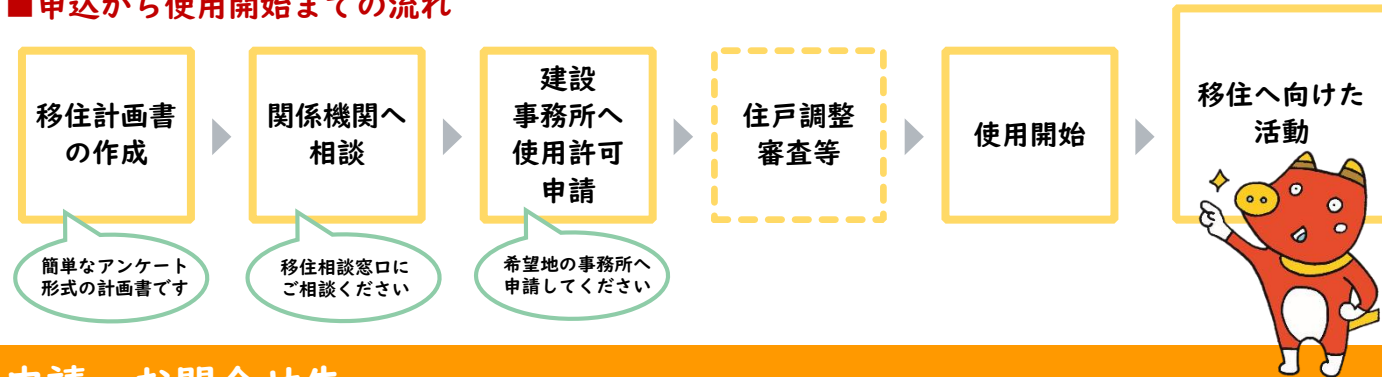 ■申込から使用開始までの流れ
移住計画書
の作成
関係機関へ
相談
建設
事務所へ
使用許可
申請
住戸調整
審査等
使用開始
移住へ向けた
活動
簡単なアンケート
形式の計画書です
移住相談窓口に
ご相談ください
希望地の事務所へ
申請してください